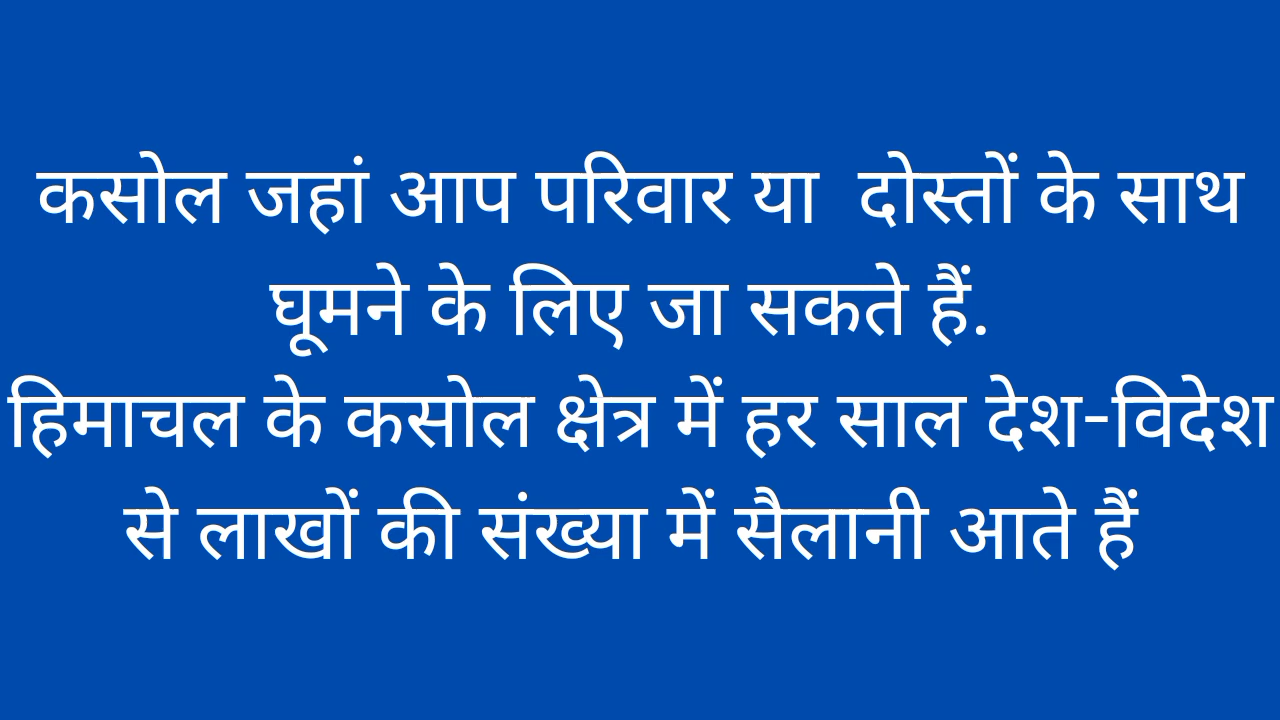 कसोल जहां आप परिवार या  दोस्तों के साथ
घूमने के लिए जा सकते हैं.
हिमाचल के कसोल क्षेत्र में हर साल देश-विदेश
से लाखों की संख्या में सैलानी आते हैं